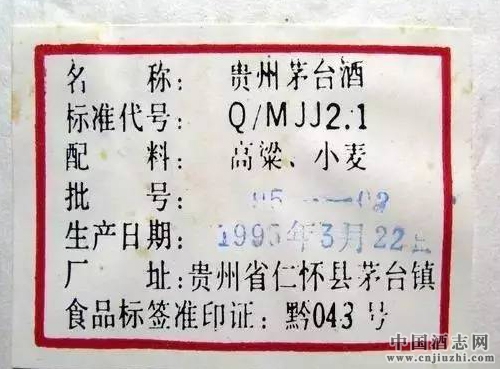 名 称: 贵州茅台酒
标准代号: Q/MJJ2.1
配 料: 高粱、小麦
批 号: 95——02
生产日期: 1995年3月22日
厂 址: 贵州省仁怀县茅台镇
食品标签准印证: 黔043号
中国酒志网
www.cnjiuzhi.com